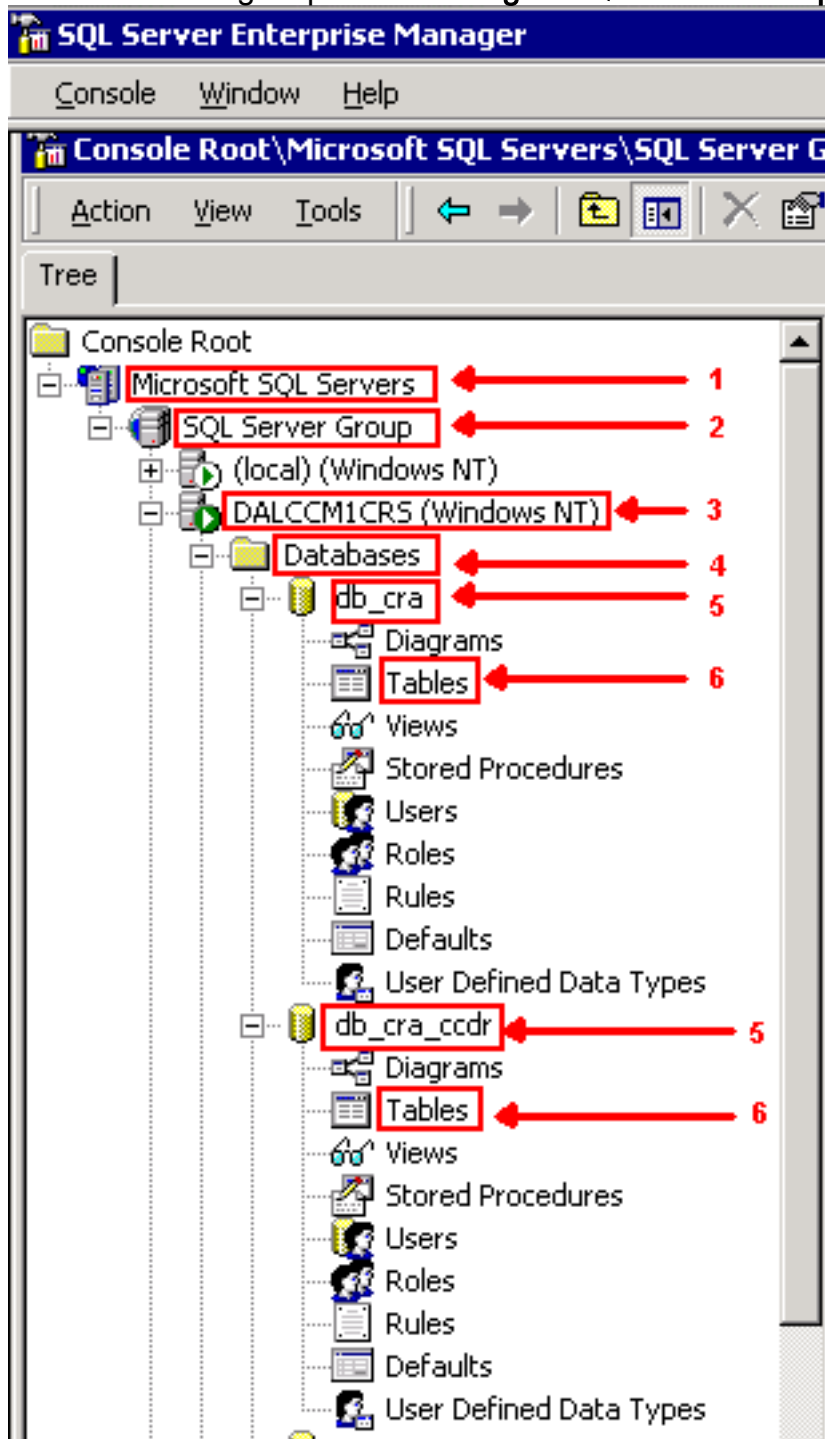 SQL Server Enterprise Manager
Console Window Help
Console Root\Microsoft SQL Servers\SQL Server G
Action View Tools
Tree
Console Root
Microsoft SQL Servers 1
SQL Server Group 2
(local) (Windows NT)
DALCCM1CRS (Windows NT) 3
Databases 4
db_cra 5
Diagrams
Tables 6
Views
Stored Procedures
Users
Roles
Rules
Defaults
User Defined Data Types
db_cra_ccdr 5
Diagrams
Tables 6
Views
Stored Procedures
Users
Roles
Rules
Defaults
User Defined Data Types